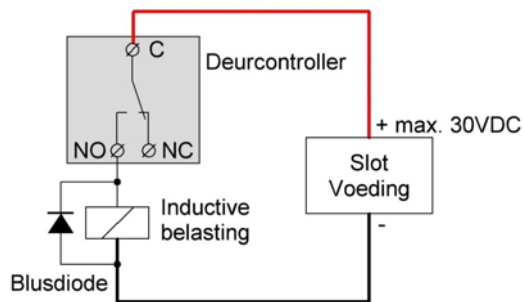 C
Deurcontroller
NO
NC
+ max. 30VDC
Slot
Voeding
-
Inductive
belasting
Blusdiode